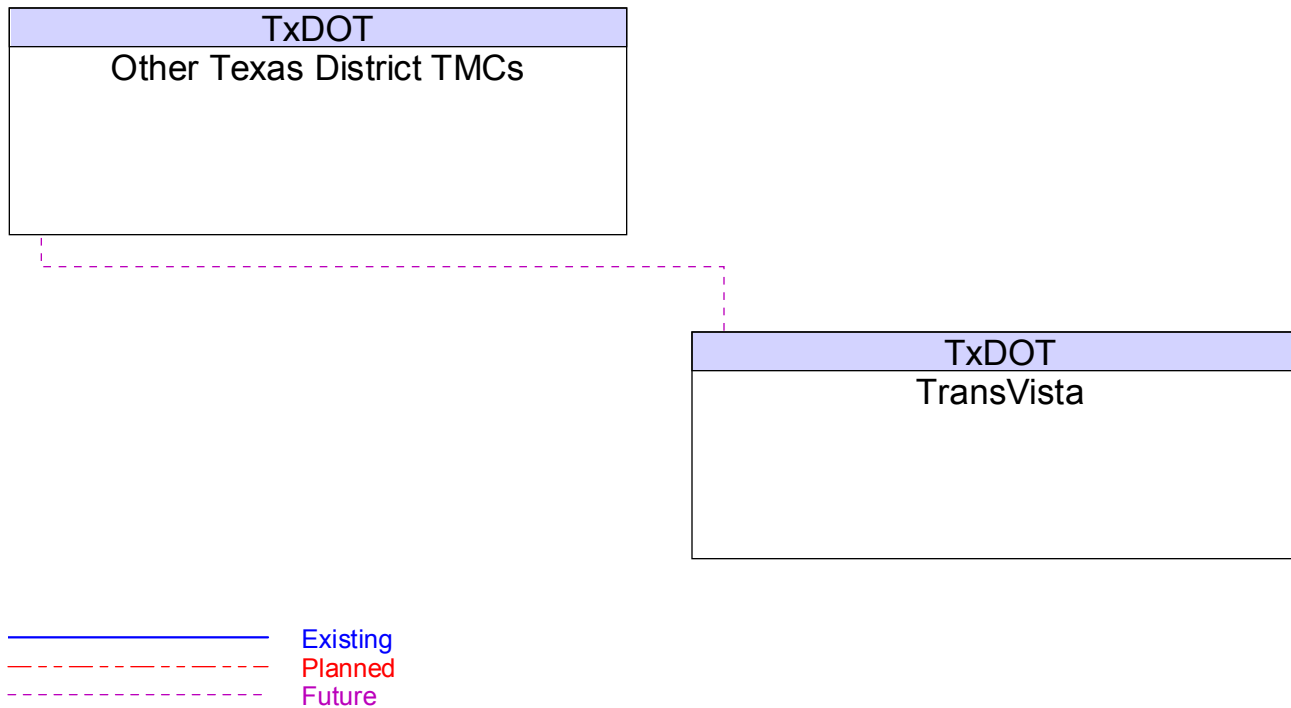 TxDOT
Other Texas District TMCs
TxDOT
TransVista
Existing
Planned
Future